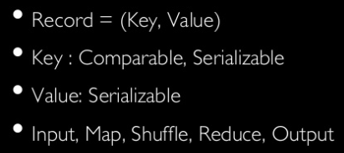 • Record = (Key, Value)
• Key : Comparable, Serializable
• Value: Serializable
• Input, Map, Shuffle, Reduce, Output